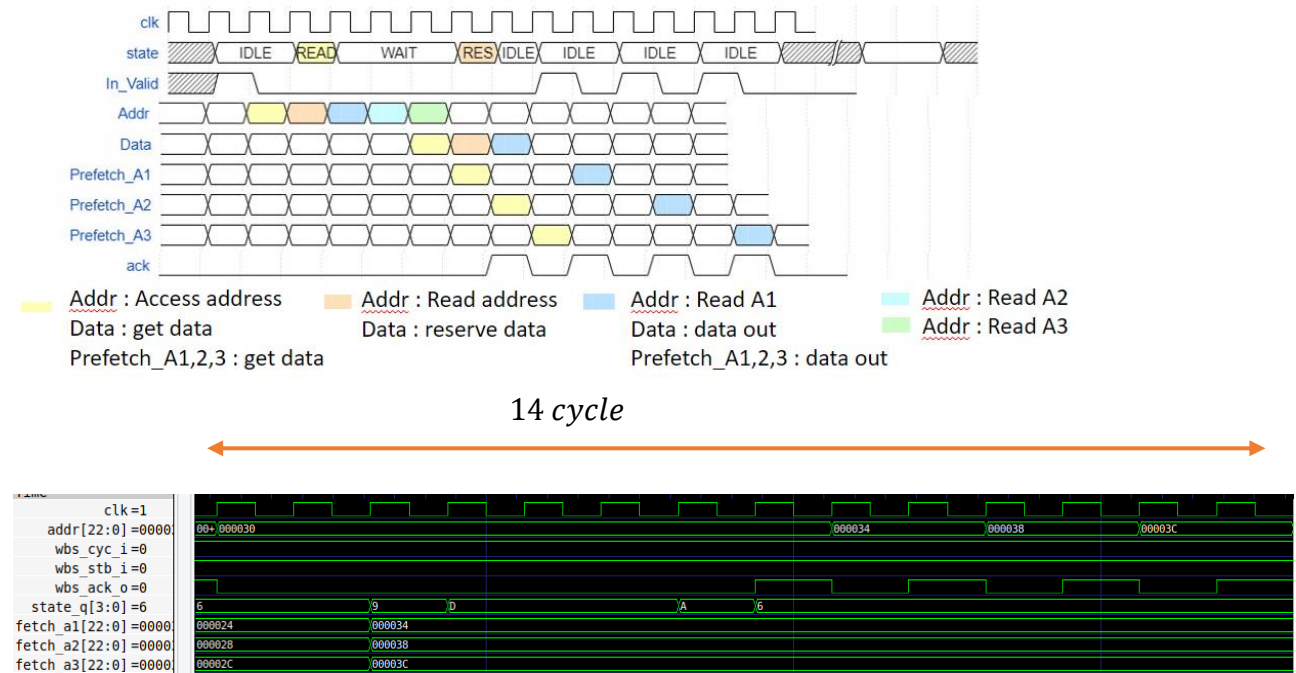 clk
state IDLE READ WAIT RES IDLE IDLE IDLE IDLE
In_Valid
Addr
Data
Prefetch_A1
Prefetch_A2
Prefetch_A3
ack
Addr : Access address
Data : get data
Prefetch_A1,2,3 : get data
Addr : Read address
Data : reserve data
Addr : Read A1
Data : data out
Prefetch_A1,2,3 : data out
Addr : Read A2
Addr : Read A3
14 cycle
clk=1
addr[22:0]=0000 00+ 000030 000034 000038 00003C
wbs_cyc_i=0
wbs_stb_i=0
wbs_ack_o=0
state_q[3:0]=6 6 9 D A 6
fetch_a1[22:0]=0000 000024 000034
fetch_a2[22:0]=0000 000028 000038
fetch_a3[22:0]=0000 00002C 00003C